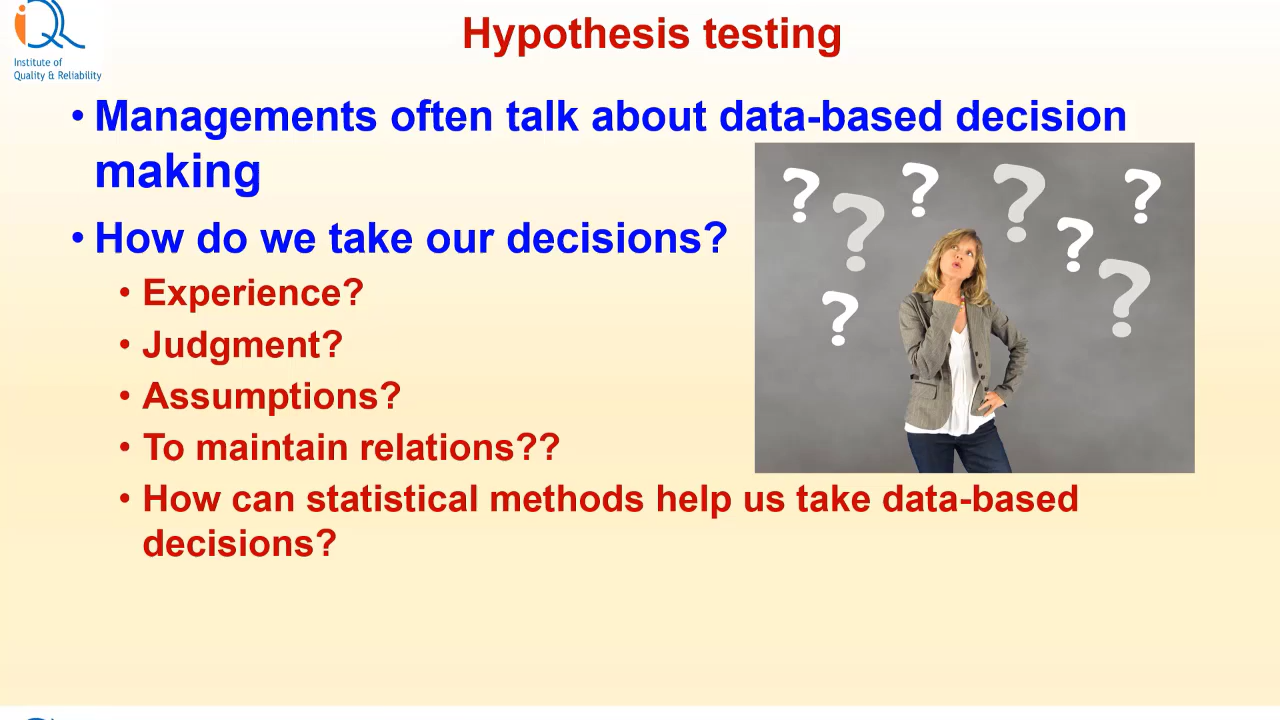 iQR
Institute of
Quality & Reliability
Hypothesis testing
• Managements often talk about data-based decision
making
• How do we take our decisions?
• Experience?
• Judgment?
• Assumptions?
• To maintain relations??
• How can statistical methods help us take data-based
decisions?
? ? ? ? ? ? ? ?